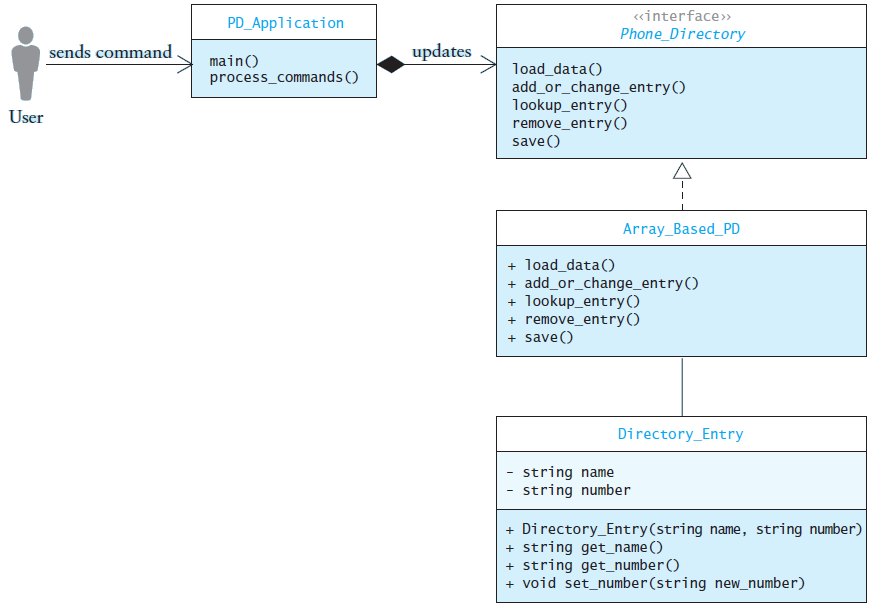 sends command
User
PD_Application
main()
process_commands()
updates
‹‹interface››
Phone_Directory
load_data()
add_or_change_entry()
lookup_entry()
remove_entry()
save()
Array_Based_PD
+ load_data()
+ add_or_change_entry()
+ lookup_entry()
+ remove_entry()
+ save()
Directory_Entry
- string name
- string number
+ Directory_Entry(string name, string number)
+ string get_name()
+ string get_number()
+ void set_number(string new_number)